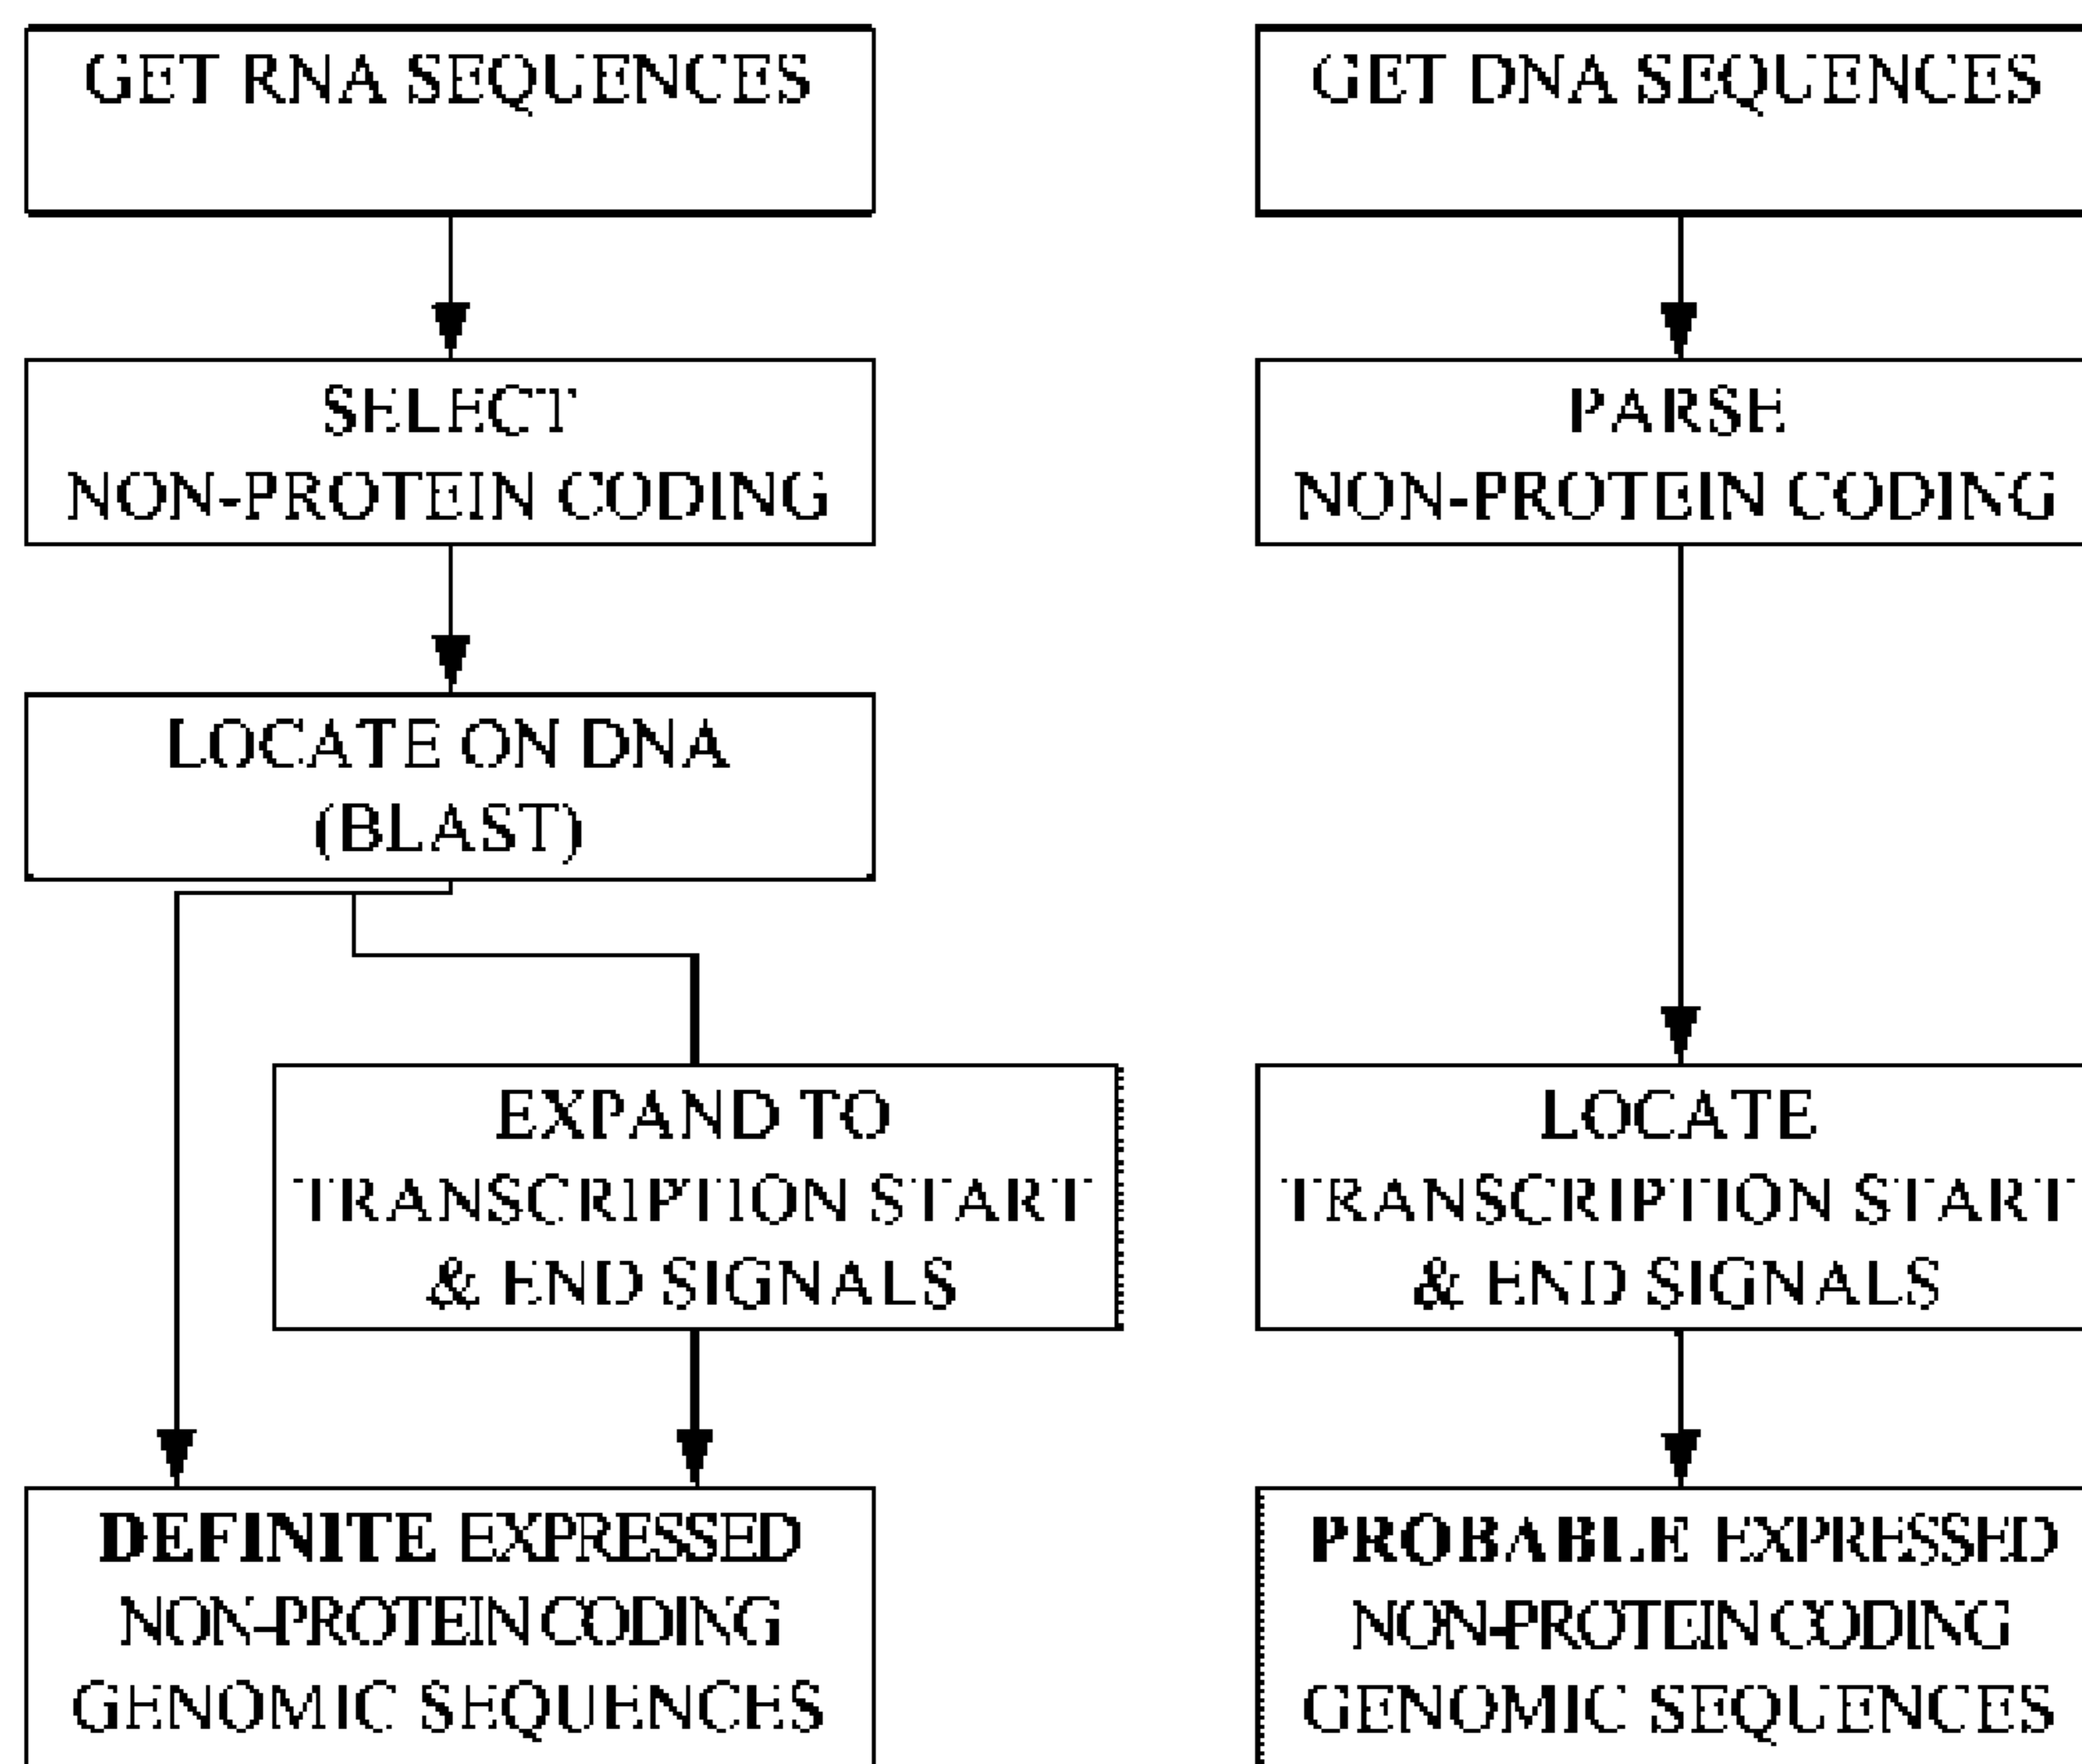 GET RNA SEQUENCES
SELECT
NON-PROTEIN CODING
LOCATE ON DNA
(BLAST)
EXPAND TO
TRANSCRIPTION START
& END SIGNALS
DEFINITE EXPRESSED
NON-PROTEIN CODING
GENOMIC SEQUENCES
GET DNA SEQUENCES
PARSE
NON-PROTEIN CODING
LOCATE
TRANSCRIPTION START
& END SIGNALS
PROBABLE EXPRESSED
NON-PROTEIN CODING
GENOMIC SEQUENCES